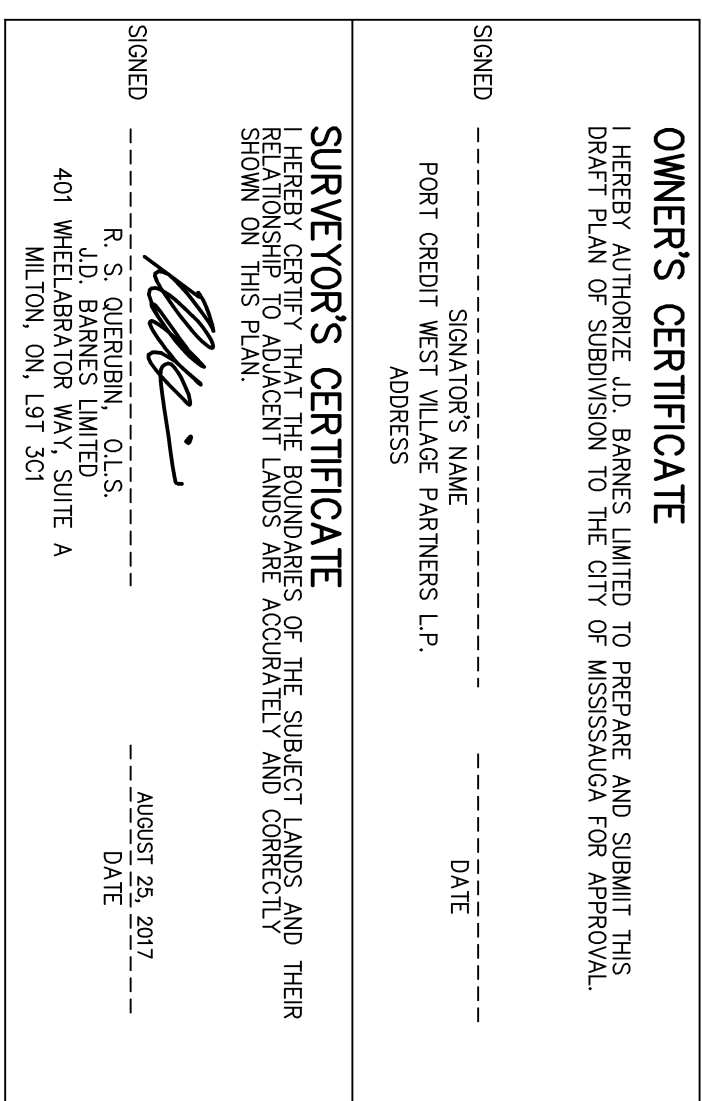 OWNER'S CERTIFICATE
I HEREBY AUTHORIZE J.D. BARNES LIMITED TO PREPARE AND SUBMIIT THIS
DRAFT PLAN OF SUBDIVISION TO THE CITY OF MISSISSAUGA FOR APPROVAL.
SIGNED
SIGNATOR'S NAME DATE
PORT CREDIT WEST VILLAGE PARTNERS L.P.
ADDRESS
SURVEYOR'S CERTIFICATE
I HEREBY CERTIFY THAT THE BOUNDARIES OF THE SUBJECT LANDS AND THEIR
RELATIONSHIP TO ADJACENT LANDS ARE ACCURATELY AND CORRECTLY
SHOWN ON THIS PLAN.
SIGNED AUGUST 25, 2017
R. S. QUERUBIN, O.L.S. DATE
J.D. BARNES LIMITED
401 WHEELABRATOR WAY, SUITE A
MILTON, ON, L9T 3C1